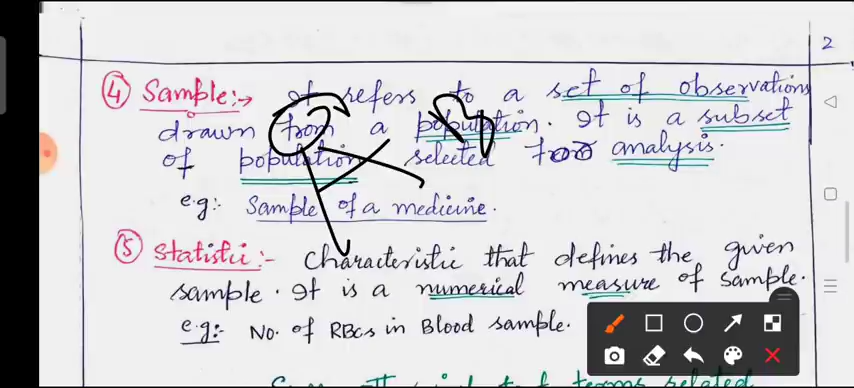 2
④ Sample:→ It refers to a set of observations
drawn from a population. It is a subset
of population selected for analysis.
e.g:- Sample of a medicine.
⑤ Statistic:- Characteristic that defines the given
sample. It is a numerical measure of sample.
e.g:- No. of RBCs in Blood sample.
terms related